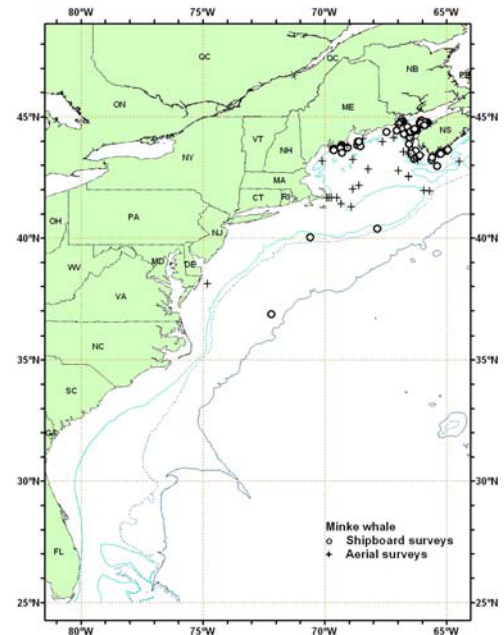 80°W 75°W 70°W 65°W
QC
QC
NB
PE
ON
ME
45°N 45°N
VT
NS
NH
NY
MA
CT RI
OH
PA
40°N NJ 40°N
MD
DE
WV
VA
35°N NC 35°N
SC
30°N 30°N
Minke whale
Shipboard surveys
FL
Aerial surveys
25°N 25°N
80°W 75°W 70°W 65°W